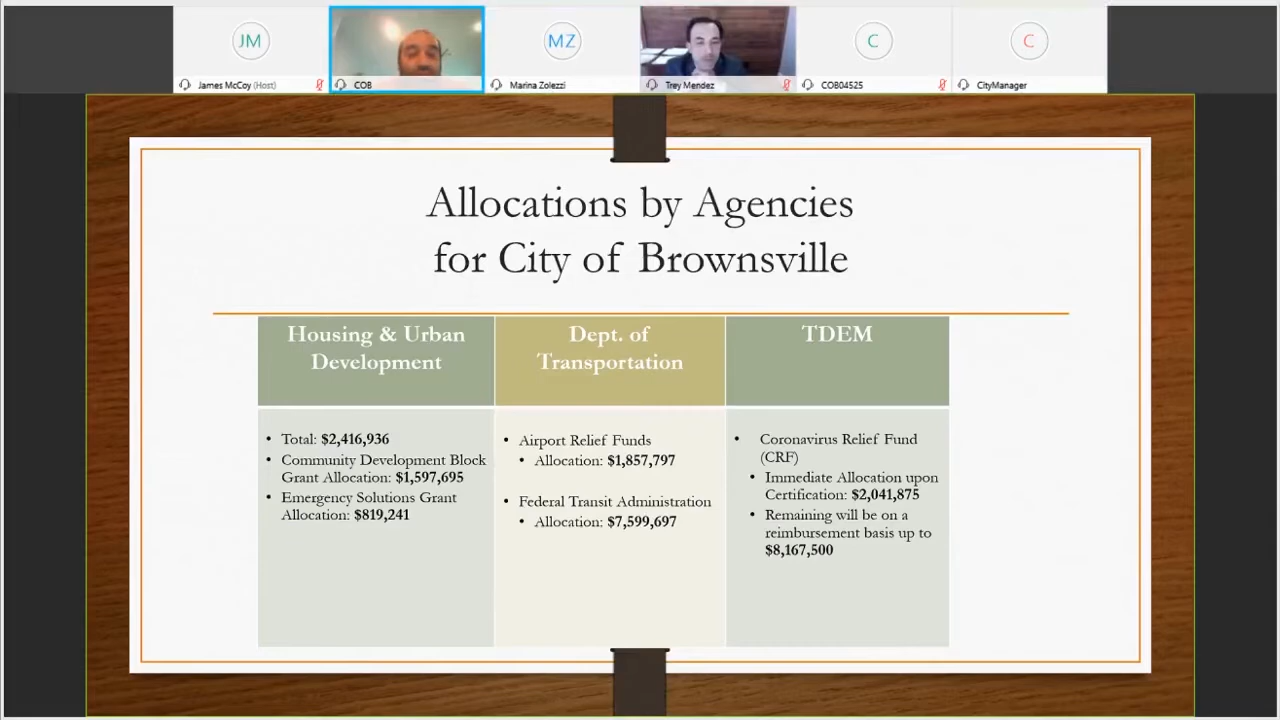 JM
MZ
C
C
James McCoy (Host)
COB
Marina Zolezzi
Trey Mendez
COB04525
CityManager
Allocations by Agencies
for City of Brownsville
Housing & Urban
Development
Dept. of
Transportation
TDEM
• Total: $2,416,936
• Community Development Block
Grant Allocation: $1,597,695
• Emergency Solutions Grant
Allocation: $819,241
• Airport Relief Funds
• Allocation: $1,857,797
• Federal Transit Administration
• Allocation: $7,599,697
• Coronavirus Relief Fund
(CRF)
• Immediate Allocation upon
Certification: $2,041,875
• Remaining will be on a
reimbursement basis up to
$8,167,500